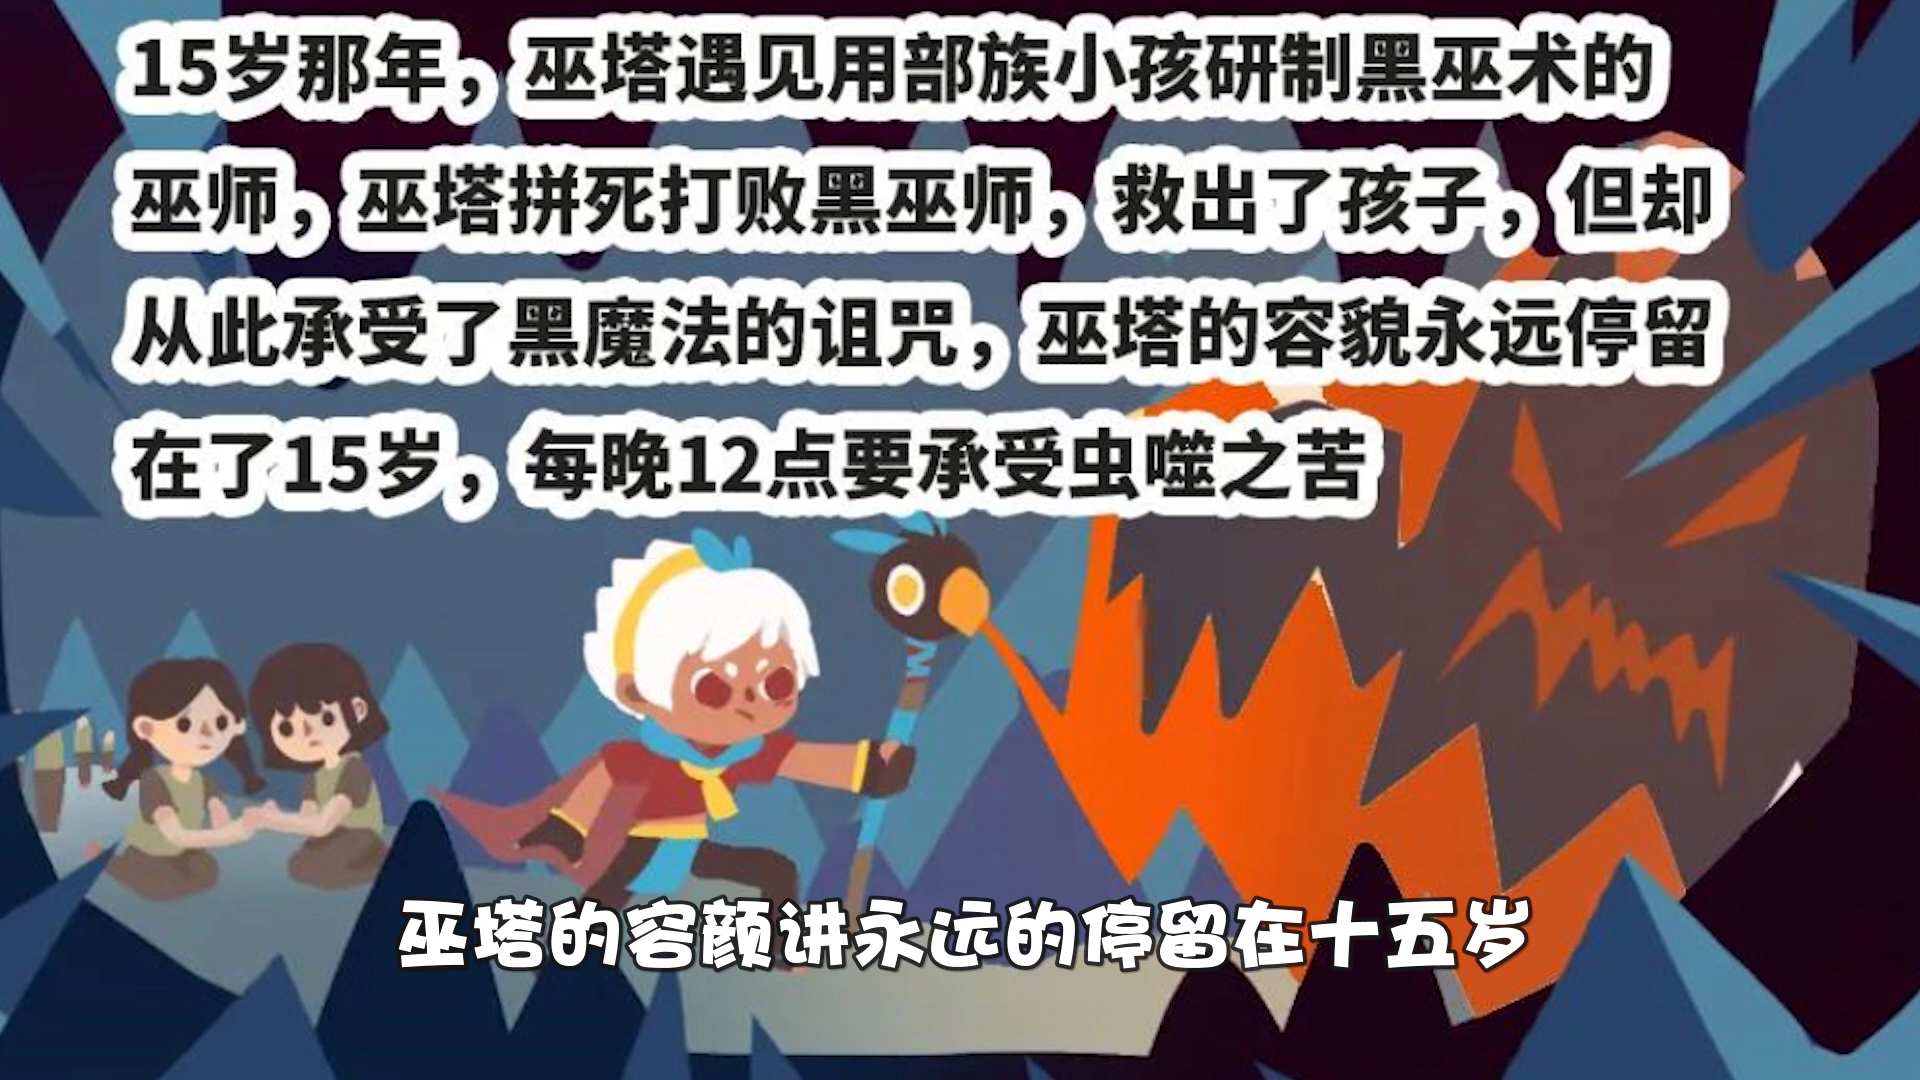 15岁那年，巫塔遇见用部族小孩研制黑巫术的
巫师，巫塔拼死打败黑巫师，救出了孩子，但却
从此承受了黑魔法的诅咒，巫塔的容貌永远停留
在了15岁，每晚12点要承受虫噬之苦
巫塔的容颜讲永远的停留在十五岁